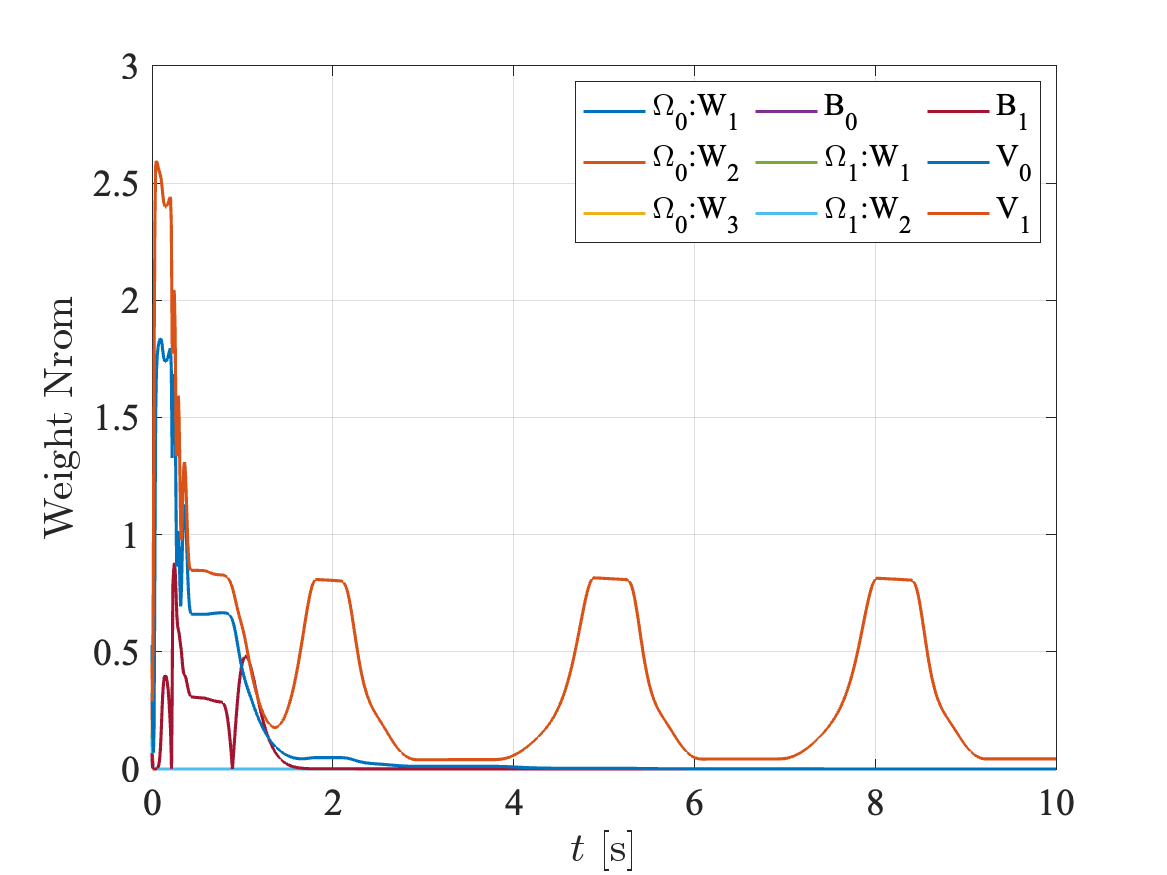 3
2.5
2
1.5
1
0.5
0
0 2 4 6 8 10
Weight Nrom
t [s]
Ω₀:W₁ B₀ B₁
Ω₀:W₂ Ω₁:W₁ V₀
Ω₀:W₃ Ω₁:W₂ V₁